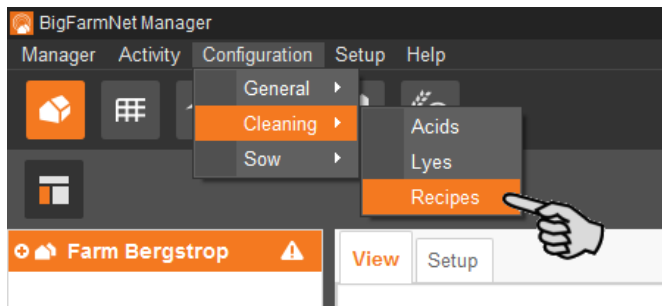 BigFarmNet Manager
Manager Activity Configuration Setup Help
General
Cleaning
Acids
Sow
Lyes
Recipes
Farm Bergstrop
View Setup